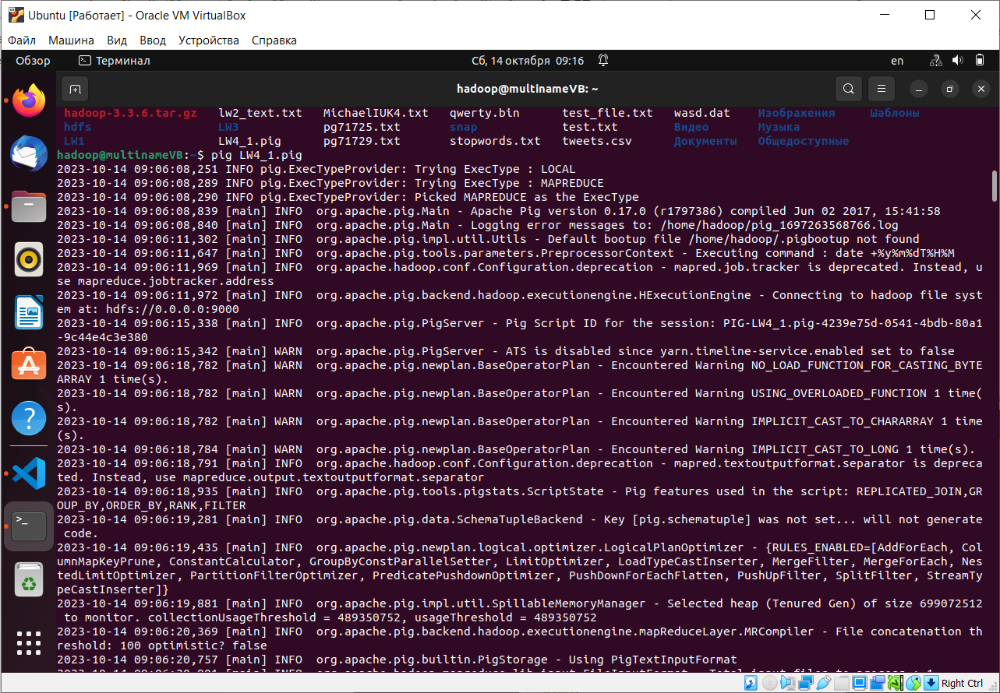 Ubuntu [Работает] - Oracle VM VirtualBox
Файл Машина Вид Ввод Устройства Справка
Обзор Терминал Сб, 14 октября 09:16 en
hadoop@multinameVB: ~
hadoop-3.3.6.tar.gz lw2_text.txt MichaelIUK4.txt qwerty.bin test_file.txt wasd.dat Изображения Шаблоны
hdfs LW3 pg71725.txt snap test.txt Видео Музыка
LW1 LW4_1.pig pg71729.txt stopwords.txt tweets.csv Документы Общедоступные
hadoop@multinameVB:~$ pig LW4_1.pig
2023-10-14 09:06:08,251 INFO pig.ExecTypeProvider: Trying ExecType : LOCAL
2023-10-14 09:06:08,289 INFO pig.ExecTypeProvider: Trying ExecType : MAPREDUCE
2023-10-14 09:06:08,290 INFO pig.ExecTypeProvider: Picked MAPREDUCE as the ExecType
2023-10-14 09:06:08,839 [main] INFO  org.apache.pig.Main - Apache Pig version 0.17.0 (r1797386) compiled Jun 02 2017, 15:41:58
2023-10-14 09:06:08,840 [main] INFO  org.apache.pig.Main - Logging error messages to: /home/hadoop/pig_1697263568766.log
2023-10-14 09:06:11,302 [main] INFO  org.apache.pig.impl.util.Utils - Default bootup file /home/hadoop/.pigbootup not found
2023-10-14 09:06:11,647 [main] INFO  org.apache.pig.tools.parameters.PreprocessorContext - Executing command : date +%y%m%dT%H%M
2023-10-14 09:06:11,969 [main] INFO  org.apache.hadoop.conf.Configuration.deprecation - mapred.job.tracker is deprecated. Instead, u
se mapreduce.jobtracker.address
2023-10-14 09:06:11,972 [main] INFO  org.apache.pig.backend.hadoop.executionengine.HExecutionEngine - Connecting to hadoop file syst
em at: hdfs://0.0.0.0:9000
2023-10-14 09:06:15,338 [main] INFO  org.apache.pig.PigServer - Pig Script ID for the session: PIG-LW4_1.pig-4239e75d-0541-4bdb-80a1
-9c44e4c3e380
2023-10-14 09:06:15,342 [main] WARN  org.apache.pig.PigServer - ATS is disabled since yarn.timeline-service.enabled set to false
2023-10-14 09:06:18,782 [main] WARN  org.apache.pig.newplan.BaseOperatorPlan - Encountered Warning NO_LOAD_FUNCTION_FOR_CASTING_BYTE
ARRAY 1 time(s).
2023-10-14 09:06:18,782 [main] WARN  org.apache.pig.newplan.BaseOperatorPlan - Encountered Warning USING_OVERLOADED_FUNCTION 1 time(
s).
2023-10-14 09:06:18,782 [main] WARN  org.apache.pig.newplan.BaseOperatorPlan - Encountered Warning IMPLICIT_CAST_TO_CHARARRAY 1 time
(s).
2023-10-14 09:06:18,784 [main] WARN  org.apache.pig.newplan.BaseOperatorPlan - Encountered Warning IMPLICIT_CAST_TO_LONG 1 time(s).
2023-10-14 09:06:18,791 [main] INFO  org.apache.hadoop.conf.Configuration.deprecation - mapred.textoutputformat.separator is depreca
ted. Instead, use mapreduce.output.textoutputformat.separator
2023-10-14 09:06:18,935 [main] INFO  org.apache.pig.tools.pigstats.ScriptState - Pig features used in the script: REPLICATED_JOIN,GR
OUP_BY,ORDER_BY,RANK,FILTER
2023-10-14 09:06:19,281 [main] INFO  org.apache.pig.data.SchemaTupleBackend - Key [pig.schematuple] was not set... will not generate
 code.
2023-10-14 09:06:19,435 [main] INFO  org.apache.pig.newplan.logical.optimizer.LogicalPlanOptimizer - {RULES_ENABLED=[AddForEach, Col
umnMapKeyPrune, ConstantCalculator, GroupByConstParallelSetter, LimitOptimizer, LoadTypeCastInserter, MergeFilter, MergeForEach, Nes
tedLimitOptimizer, PartitionFilterOptimizer, PredicatePushdownOptimizer, PushDownForEachFlatten, PushUpFilter, SplitFilter, StreamTy
peCastInserter]}
2023-10-14 09:06:19,881 [main] INFO  org.apache.pig.impl.util.SpillableMemoryManager - Selected heap (Tenured Gen) of size 699072512
 to monitor. collectionUsageThreshold = 489350752, usageThreshold = 489350752
2023-10-14 09:06:20,369 [main] INFO  org.apache.pig.backend.hadoop.executionengine.mapReduceLayer.MRCompiler - File concatenation th
reshold: 100 optimistic? false
2023-10-14 09:06:20,757 [main] INFO  org.apache.pig.builtin.PigStorage - Using PigTextInputFormat
Right Ctrl